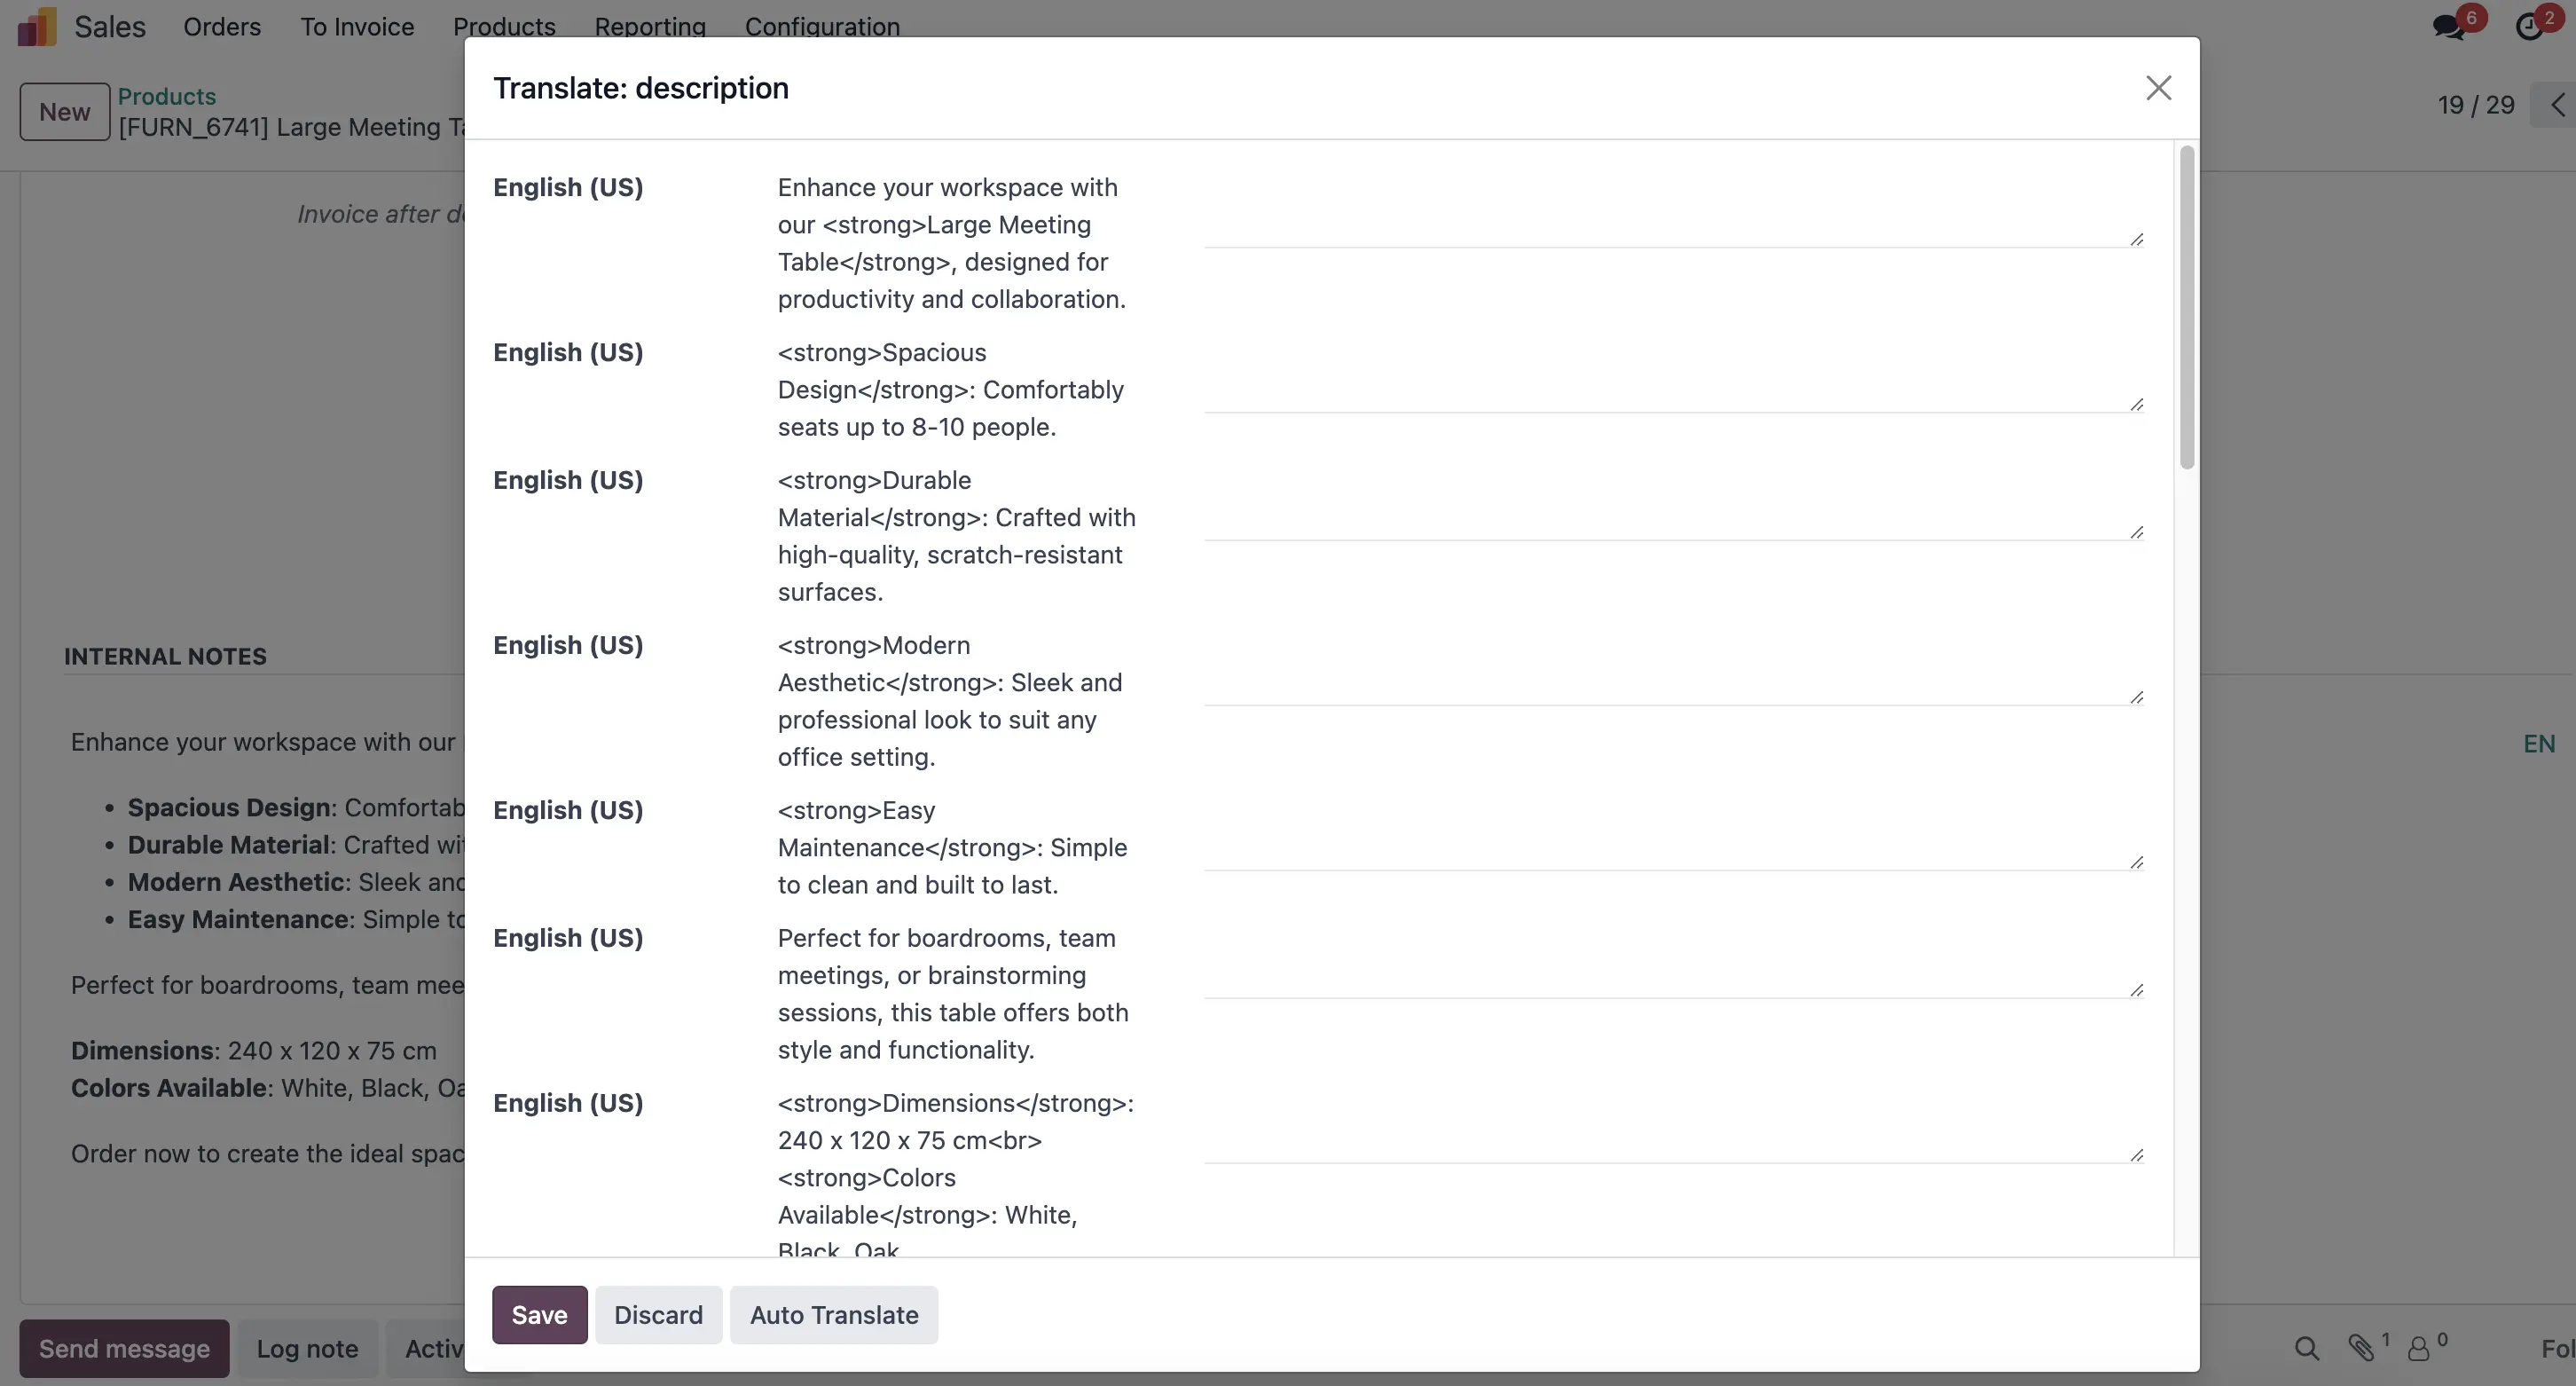 Sales Orders To Invoice Products Reporting Configuration 6 2
New Products
[FURN_6741] Large Meeting
19 / 29
Invoice after
INTERNAL NOTES
Enhance your workspace with our
EN
• Spacious Design: Comfortab
• Durable Material: Crafted wi
• Modern Aesthetic: Sleek and
• Easy Maintenance: Simple to
Perfect for boardrooms, team mee
Dimensions: 240 x 120 x 75 cm
Colors Available: White, Black, Oa
Order now to create the ideal spac
Send message Log note Activ
1 0 Fol
Translate: description
English (US)
Enhance your workspace with
our <strong>Large Meeting
Table</strong>, designed for
productivity and collaboration.
English (US)
<strong>Spacious
Design</strong>: Comfortably
seats up to 8-10 people.
English (US)
<strong>Durable
Material</strong>: Crafted with
high-quality, scratch-resistant
surfaces.
English (US)
<strong>Modern
Aesthetic</strong>: Sleek and
professional look to suit any
office setting.
English (US)
<strong>Easy
Maintenance</strong>: Simple
to clean and built to last.
English (US)
Perfect for boardrooms, team
meetings, or brainstorming
sessions, this table offers both
style and functionality.
English (US)
<strong>Dimensions</strong>:
240 x 120 x 75 cm<br>
<strong>Colors
Available</strong>: White,
Black, Oak
Save Discard Auto Translate